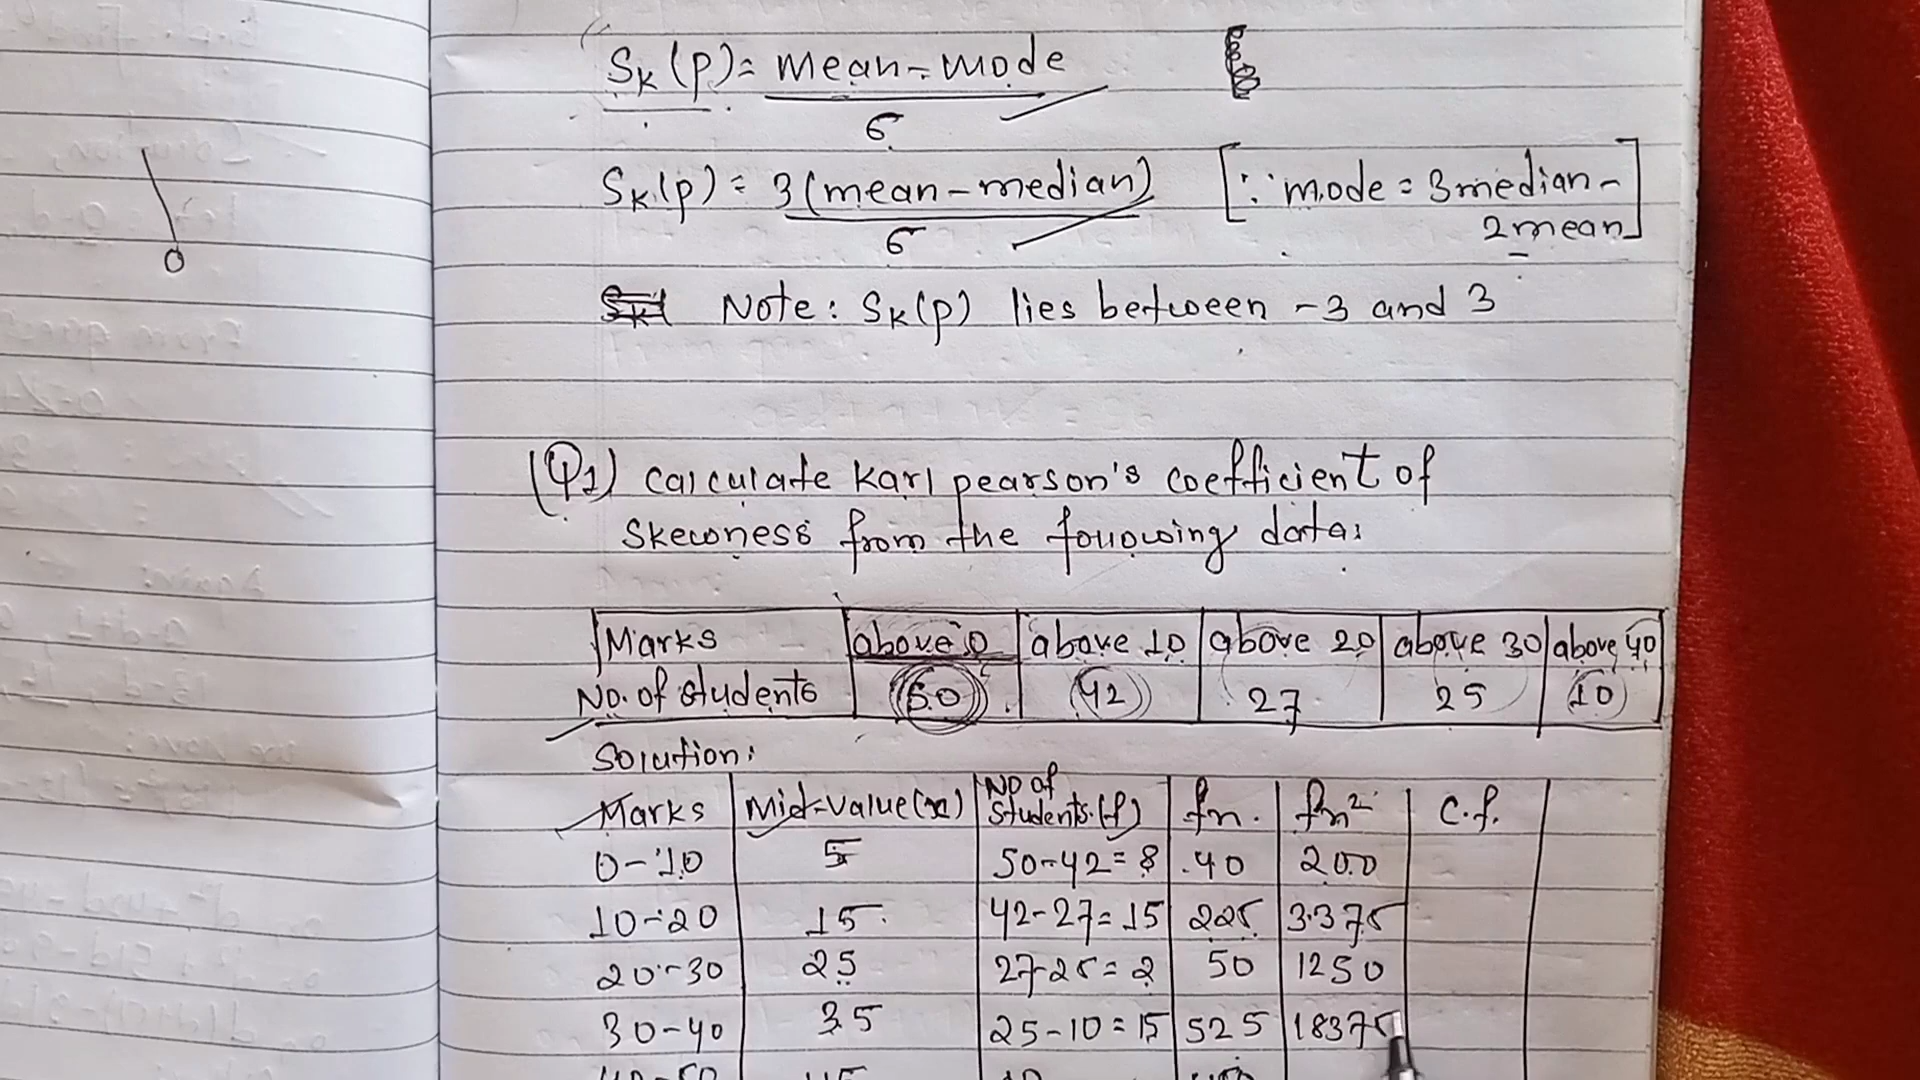 Sk(p) = mean - mode
σ
Sk(p) = 3(mean - median) [∵ mode = 3median -
σ 2mean]
Note: Sk(p) lies between -3 and 3
(Q1) Calculate Karl pearson's coefficient of
Skewness from the following data:
Marks above 0 above 10 above 20 above 30 above 40
No. of students 50 42 27 25 10
Solution:
Marks Mid-value(x) No of Students (f) fx fx² C.f.
0-10 5 50-42=8 40 200
10-20 15 42-27=15 225 3375
20-30 25 27-25=2 50 1250
30-40 35 25-10=15 525 18375